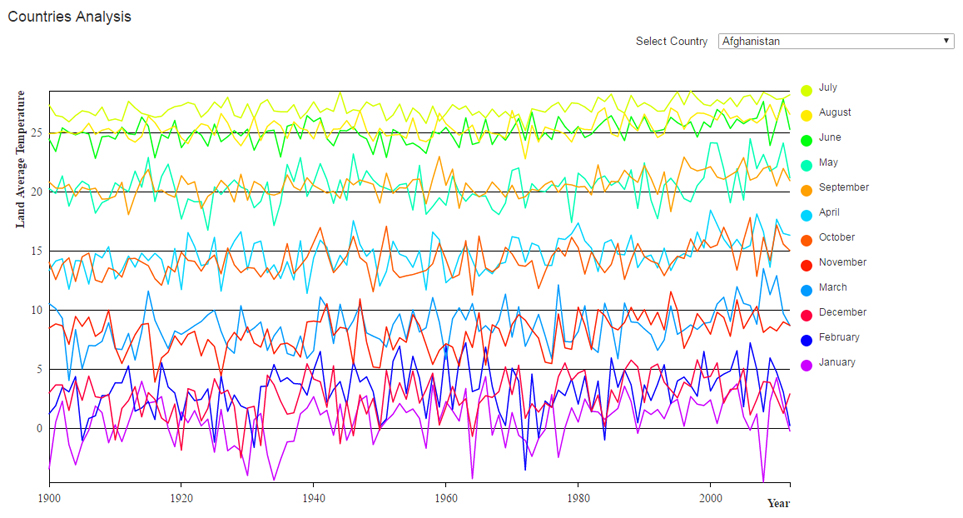 Countries Analysis
Select Country Afghanistan
Land Average Temperature
25
20
15
10
5
0
1900 1920 1940 1960 1980 2000
Year
July
August
June
May
September
April
October
November
March
December
February
January